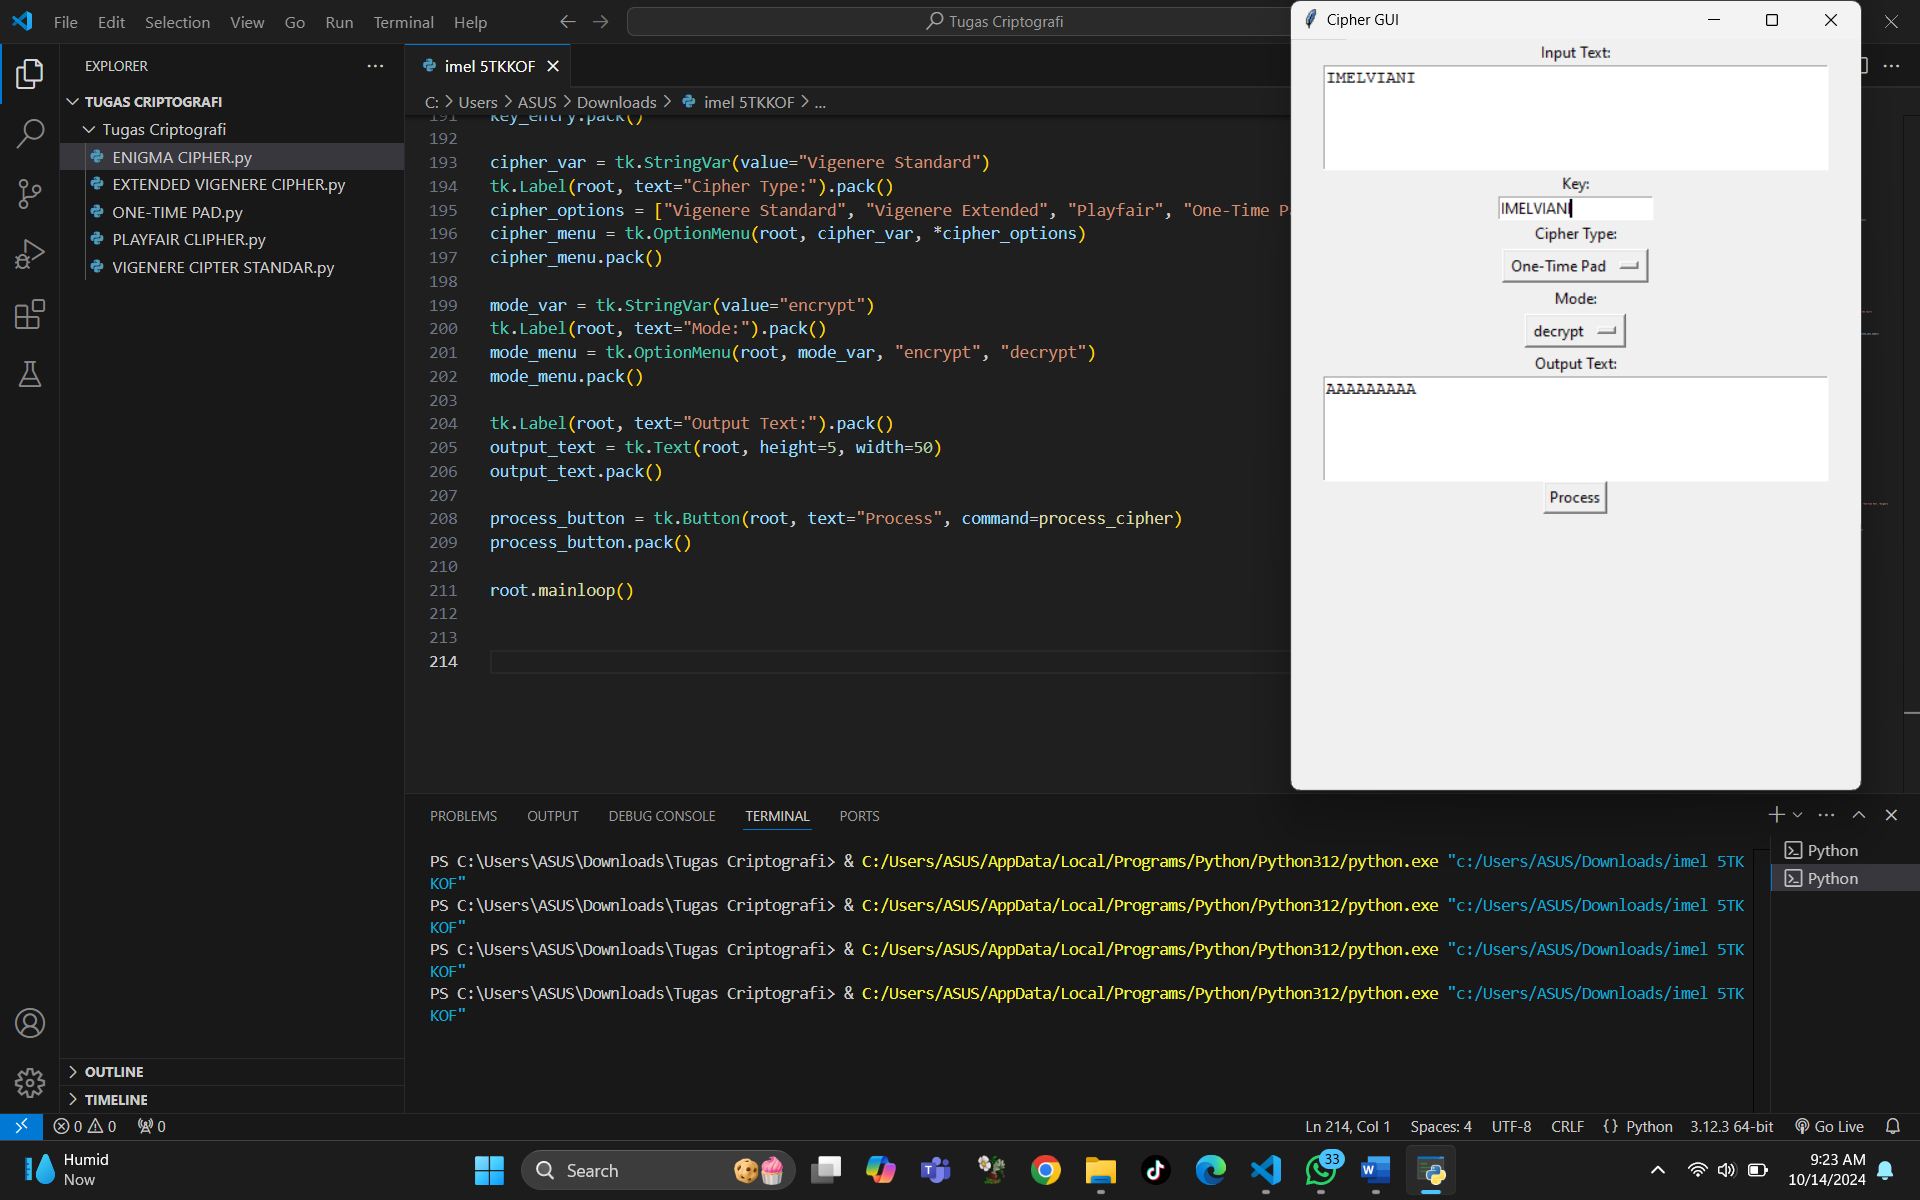 File Edit Selection View Go Run Terminal Help
Tugas Criptografi
EXPLORER
TUGAS CRIPTOGRAFI
Tugas Criptografi
ENIGMA CIPHER.py
EXTENDED VIGENERE CIPHER.py
ONE-TIME PAD.py
PLAYFAIR CLIPHER.py
VIGENERE CIPTER STANDAR.py
OUTLINE
TIMELINE
imel 5TKKOF
C: > Users > ASUS > Downloads > imel 5TKKOF > ...
191 key_entry.pack()
192
193 cipher_var = tk.StringVar(value="Vigenere Standard")
194 tk.Label(root, text="Cipher Type:").pack()
195 cipher_options = ["Vigenere Standard", "Vigenere Extended", "Playfair", "One-Time P
196 cipher_menu = tk.OptionMenu(root, cipher_var, *cipher_options)
197 cipher_menu.pack()
198
199 mode_var = tk.StringVar(value="encrypt")
200 tk.Label(root, text="Mode:").pack()
201 mode_menu = tk.OptionMenu(root, mode_var, "encrypt", "decrypt")
202 mode_menu.pack()
203
204 tk.Label(root, text="Output Text:").pack()
205 output_text = tk.Text(root, height=5, width=50)
206 output_text.pack()
207
208 process_button = tk.Button(root, text="Process", command=process_cipher)
209 process_button.pack()
210
211 root.mainloop()
212
213
214
Cipher GUI
Input Text:
IMELVIANI
Key:
IMELVIANI
Cipher Type:
One-Time Pad
Mode:
decrypt
Output Text:
AAAAAAAAA
Process
PROBLEMS OUTPUT DEBUG CONSOLE TERMINAL PORTS
PS C:\Users\ASUS\Downloads\Tugas Criptografi> & C:/Users/ASUS/AppData/Local/Programs/Python/Python312/python.exe "c:/Users/ASUS/Downloads/imel 5TK
KOF"
PS C:\Users\ASUS\Downloads\Tugas Criptografi> & C:/Users/ASUS/AppData/Local/Programs/Python/Python312/python.exe "c:/Users/ASUS/Downloads/imel 5TK
KOF"
PS C:\Users\ASUS\Downloads\Tugas Criptografi> & C:/Users/ASUS/AppData/Local/Programs/Python/Python312/python.exe "c:/Users/ASUS/Downloads/imel 5TK
KOF"
PS C:\Users\ASUS\Downloads\Tugas Criptografi> & C:/Users/ASUS/AppData/Local/Programs/Python/Python312/python.exe "c:/Users/ASUS/Downloads/imel 5TK
KOF"
Python
Python
0 0 0
Ln 214, Col 1 Spaces: 4 UTF-8 CRLF {} Python 3.12.3 64-bit Go Live
Humid
Now
Search
33
9:23 AM
10/14/2024